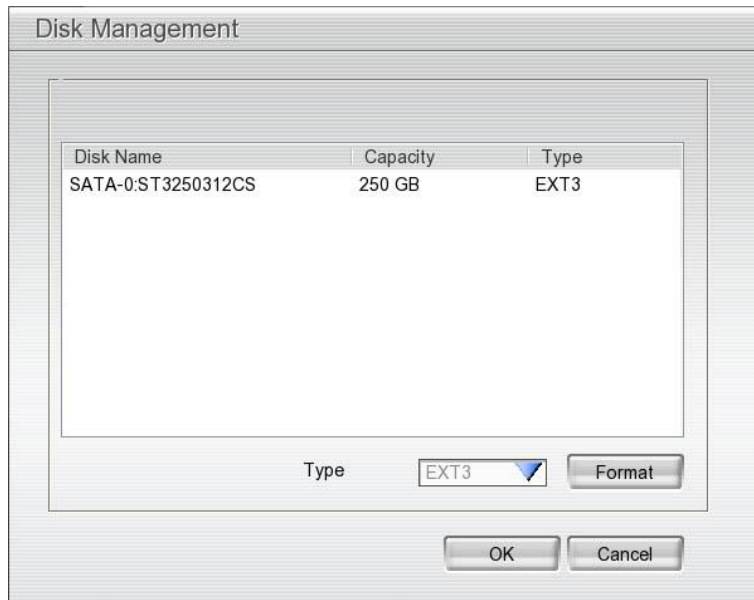 Disk Management
Disk Name Capacity Type
SATA-0:ST3250312CS 250 GB EXT3
Type EXT3 Format
OK Cancel